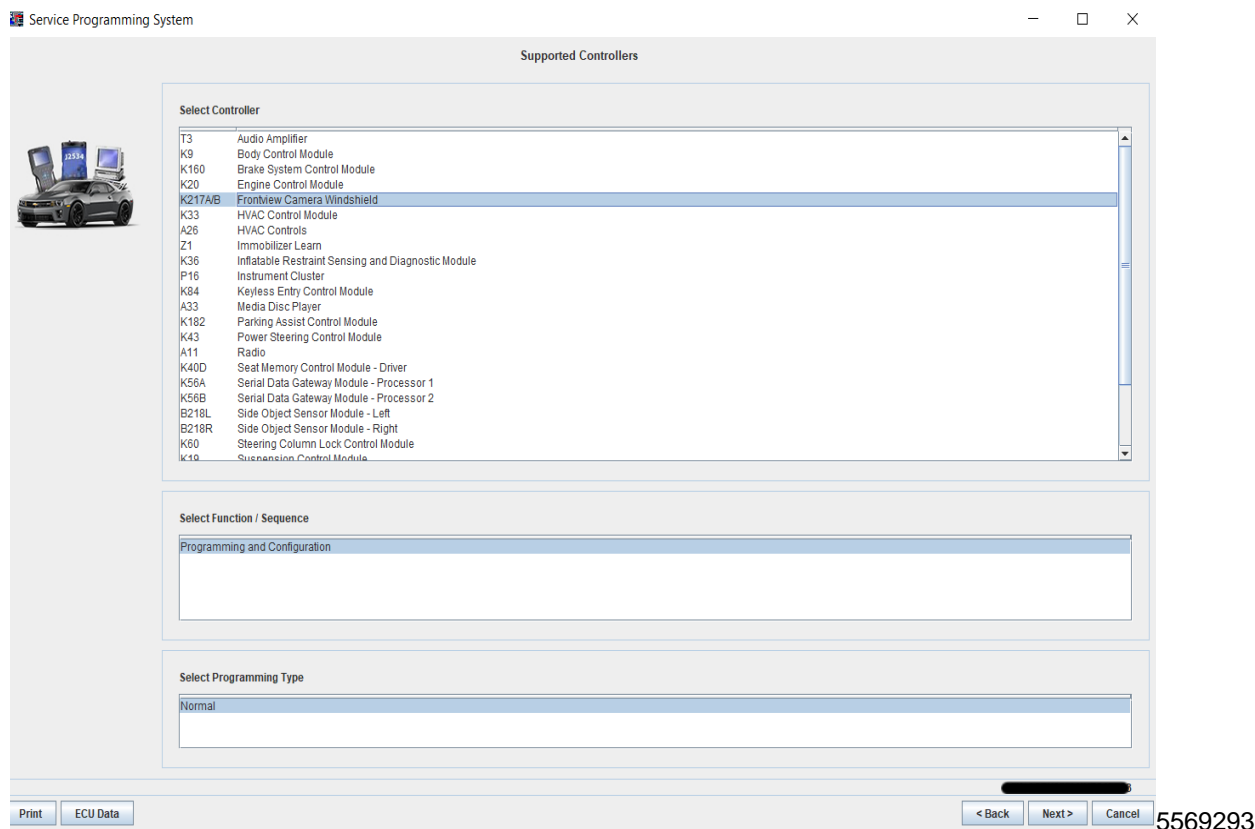 Service Programming System
Supported Controllers
Select Controller
J2534
T3 Audio Amplifier
K9 Body Control Module
K160 Brake System Control Module
K20 Engine Control Module
K217A/B Frontview Camera Windshield
K33 HVAC Control Module
A26 HVAC Controls
Z1 Immobilizer Learn
K36 Inflatable Restraint Sensing and Diagnostic Module
P16 Instrument Cluster
K84 Keyless Entry Control Module
A33 Media Disc Player
K182 Parking Assist Control Module
K43 Power Steering Control Module
A11 Radio
K40D Seat Memory Control Module - Driver
K56A Serial Data Gateway Module - Processor 1
K56B Serial Data Gateway Module - Processor 2
B218L Side Object Sensor Module - Left
B218R Side Object Sensor Module - Right
K60 Steering Column Lock Control Module
K19 Suspension Control Module
Select Function / Sequence
Programming and Configuration
Select Programming Type
Normal
Print ECU Data < Back Next > Cancel
5569293